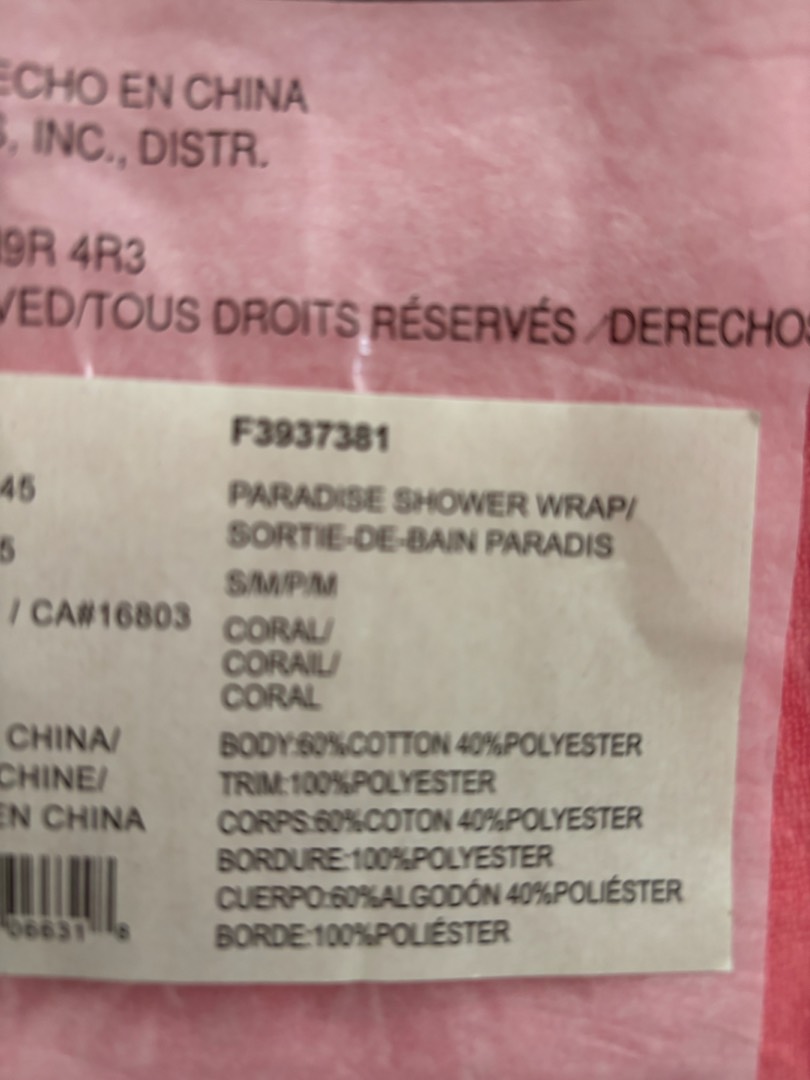 ECHO EN CHINA
S, INC., DISTR.
9R 4R3
VED/TOUS DROITS RÉSERVÉS / DERECHOS
F3937381
45
PARADISE SHOWER WRAP/
SORTIE-DE-BAIN PARADIS
5
S/M/P/M
/ CA#16803
CORAL/
CORAIL/
CORAL
CHINA/
BODY:60%COTTON 40%POLYESTER
CHINE/
TRIM:100%POLYESTER
EN CHINA
CORPS:60%COTON 40%POLYESTER
BORDURE:100%POLYESTER
CUERPO:60%ALGODÓN 40%POLIÉSTER
06631 8
BORDE:100%POLIÉSTER